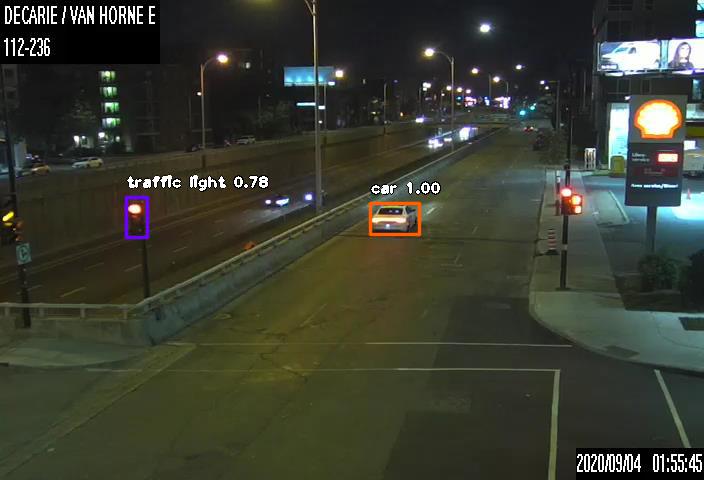 DECARIE / VAN HORNE E
112-236
traffic light 0.78
car 1.00
2020/09/04 01:55:45